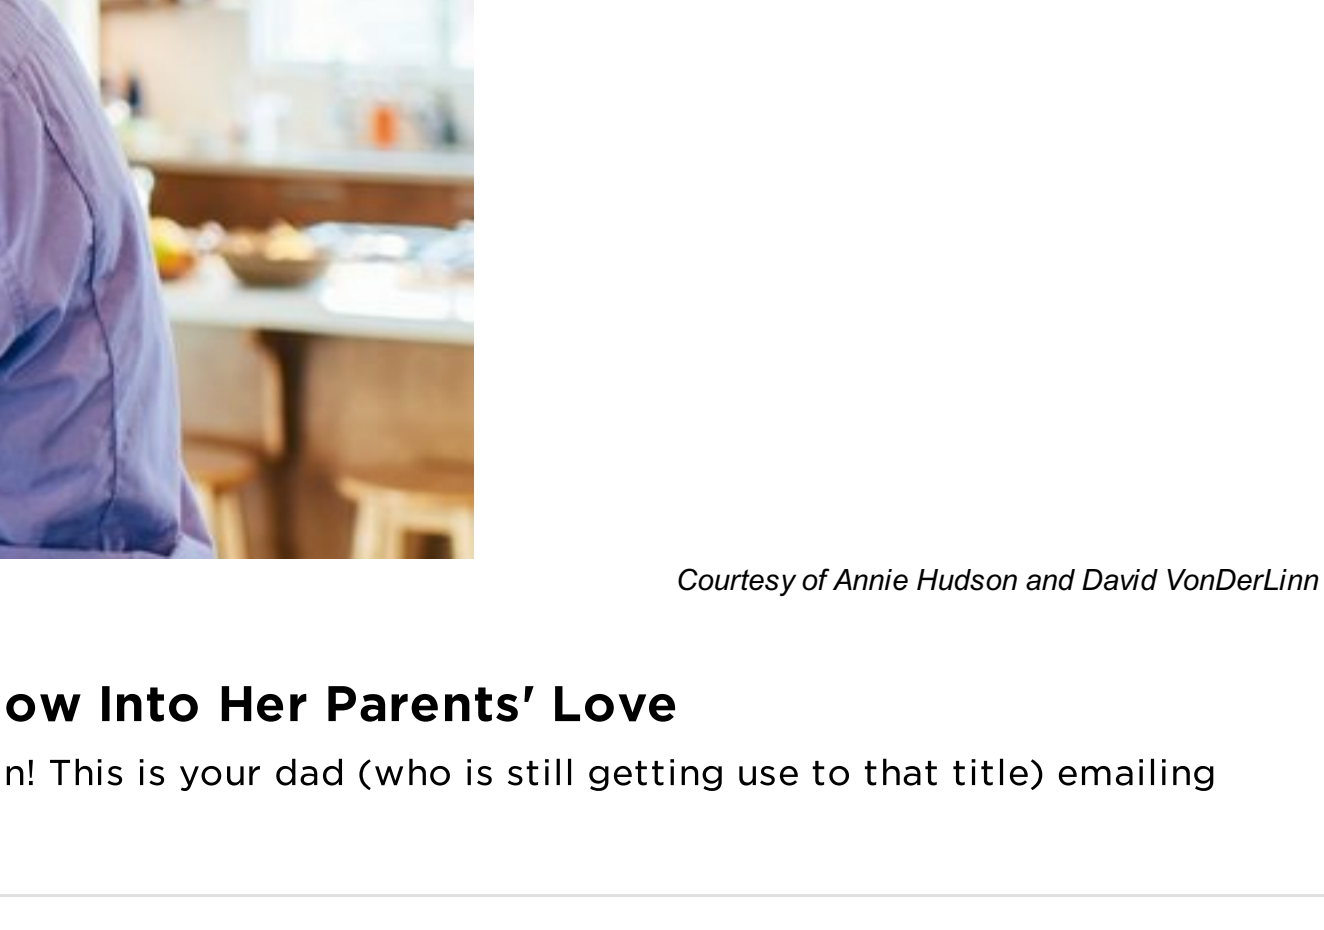 Courtesy of Annie Hudson and David VonDerLinn
ow Into Her Parents' Love
n! This is your dad (who is still getting use to that title) emailing